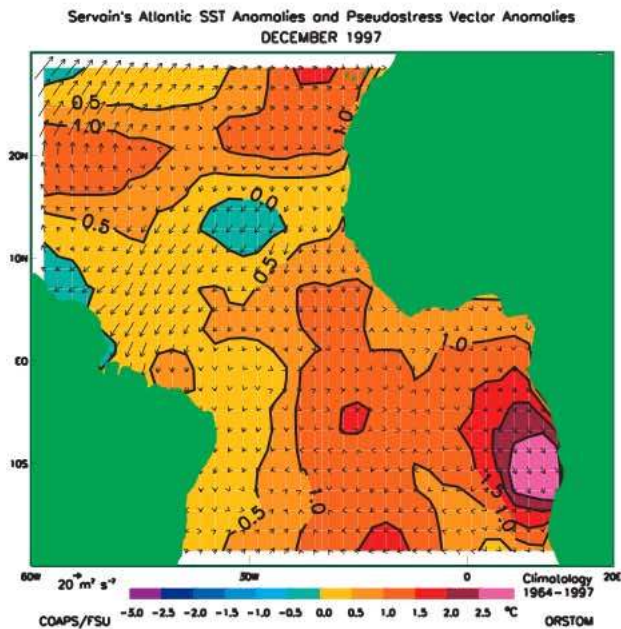 Servain's Atlantic SST Anomalies and Pseudostress Vector Anomalies
DECEMBER 1997
0.5
1.0
1.0
20N
0.0
0.5
10N
0.5
EQ
1.0
10S
1.5
1.0
0.5
1.0
60W
30W
0
20E
20 m² s⁻²
Climatology
1964-1997
-5.0 -2.5 -2.0 -1.5 -1.0 -0.5 0.0 0.5 1.0 1.5 2.0 2.5 °C
COAPS/FSU
ORSTOM